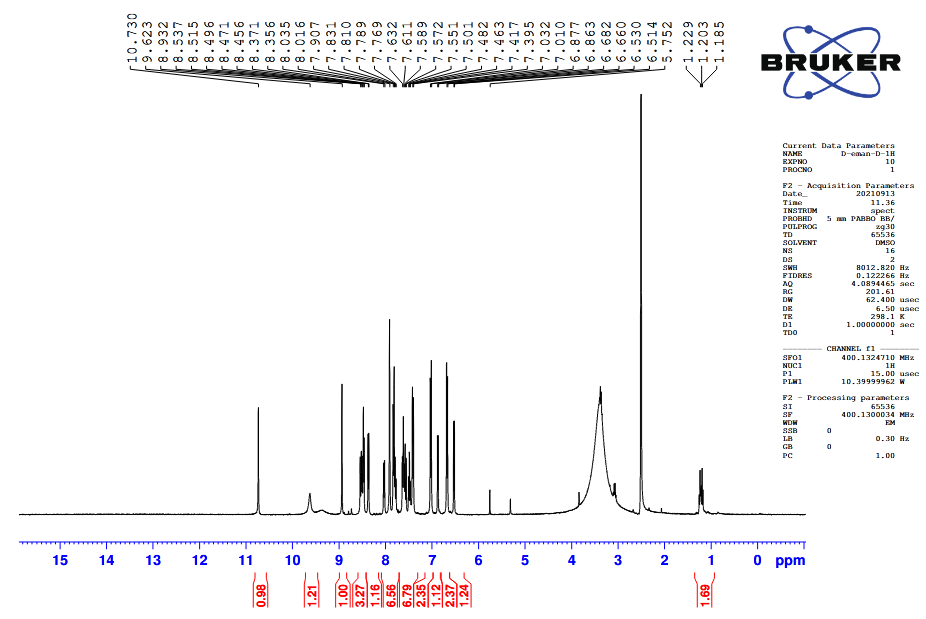 10.730
9.623
8.932
8.537
8.515
8.496
8.471
8.456
8.371
8.356
8.035
8.016
7.907
7.831
7.810
7.789
7.769
7.632
7.611
7.589
7.572
7.551
7.501
7.482
7.463
7.417
7.395
7.032
7.010
6.877
6.863
6.682
6.660
6.530
6.514
5.752
1.229
1.203
1.185
BRUKER
Current Data Parameters
NAME D-eman-D-1H
EXPNO 10
PROCNO 1
F2 - Acquisition Parameters
Date_ 20210913
Time 11.36
INSTRUM spect
PROBHD 5 mm PABBO BB/
PULPROG zg30
TD 65536
SOLVENT DMSO
NS 16
DS 2
SWH 8012.820 Hz
FIDRES 0.122266 Hz
AQ 4.0894465 sec
RG 201.61
DW 62.400 usec
DE 6.50 usec
TE 298.1 K
D1 1.00000000 sec
TD0 1
======== CHANNEL f1 ========
SFO1 400.1324710 MHz
NUC1 1H
P1 15.00 usec
PLW1 10.39999962 W
F2 - Processing parameters
SI 65536
SF 400.1300034 MHz
WDW EM
SSB 0
LB 0.30 Hz
GB 0
PC 1.00
15 14 13 12 11 10 9 8 7 6 5 4 3 2 1 0 ppm
0.98
1.21
1.00
3.27
1.16
6.56
6.79
2.35
1.12
2.37
1.24
1.69